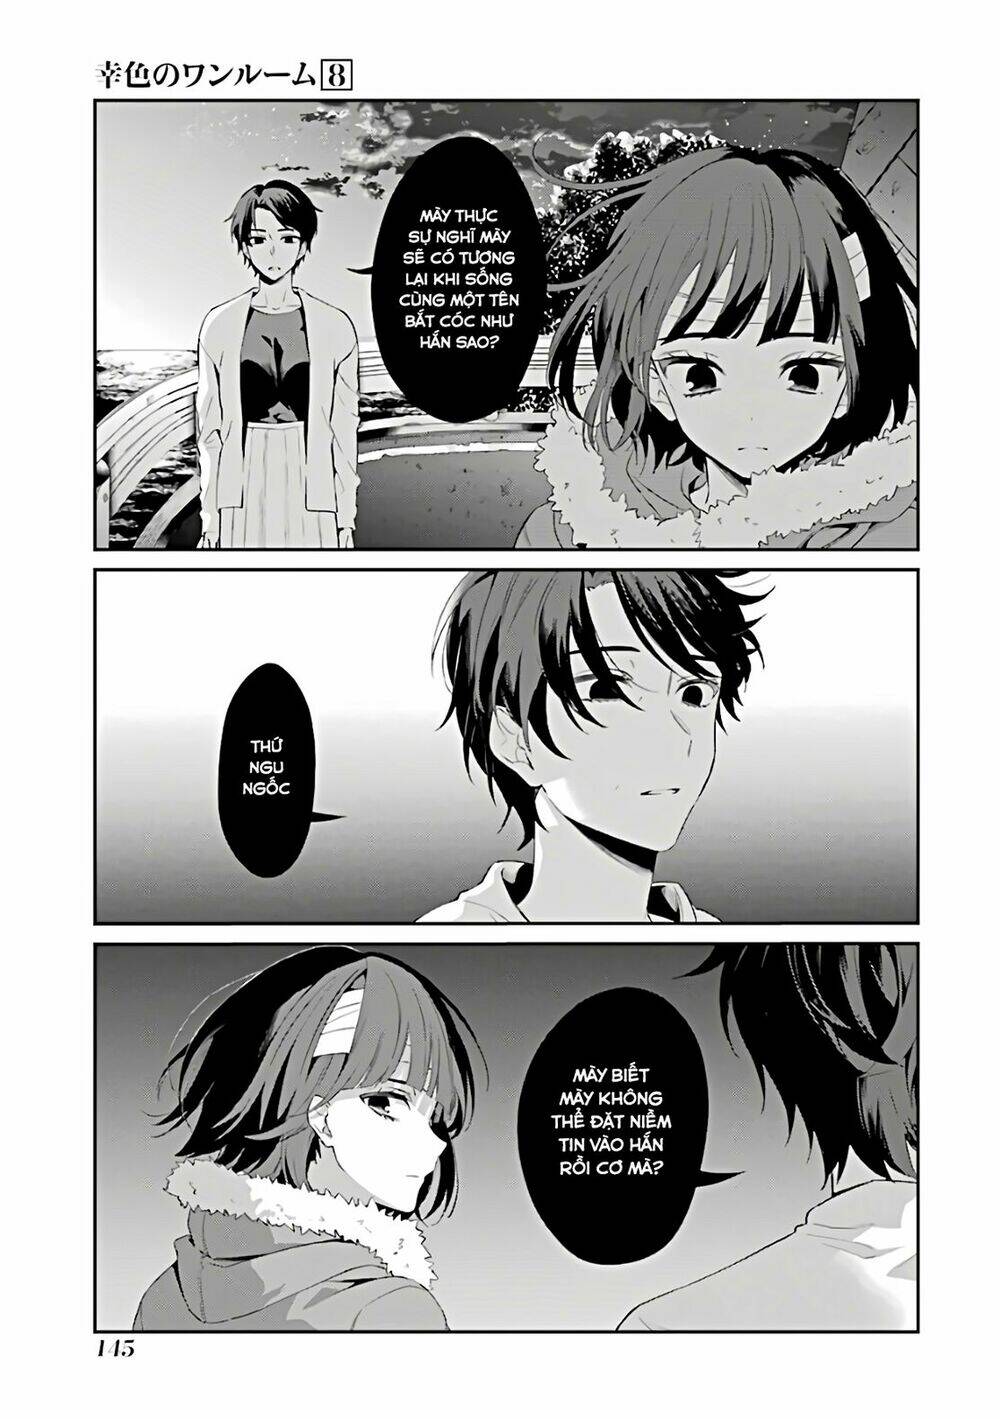 幸色のワンルーム 8
MÀY THỰC
SỰ NGHĨ MÀY
SẼ CÓ TƯƠNG
LẠI KHI SỐNG
CÙNG MỘT TÊN
BẮT CÓC NHƯ
HẮN SAO?
THỨ
NGU
NGỐC
MÀY BIẾT
MÀY KHÔNG
THỂ ĐẶT NIỀM
TIN VÀO HẮN
RỒI CƠ MÀ?
145